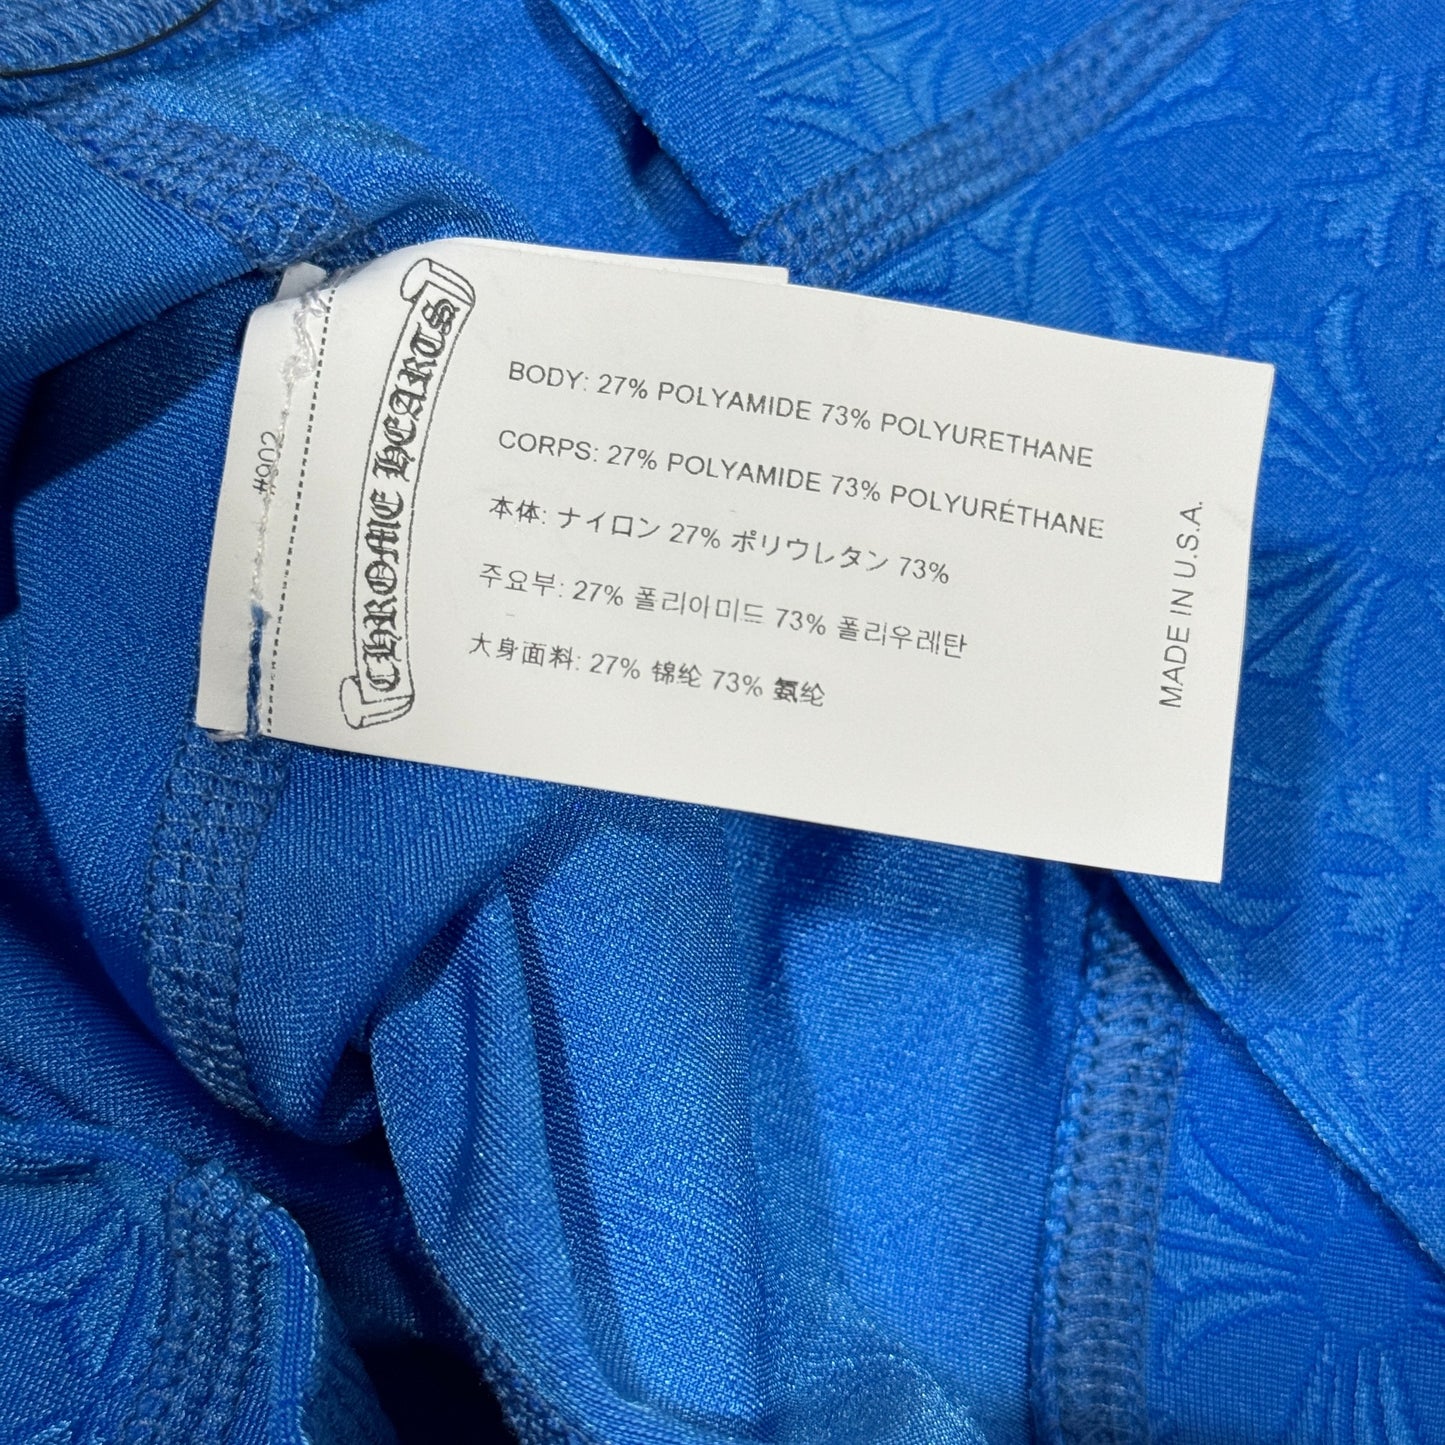 #902
CHROME HEARTS
BODY: 27% POLYAMIDE 73% POLYURETHANE
CORPS: 27% POLYAMIDE 73% POLYURÉTHANE
本体: ナイロン 27% ポリウレタン 73%
주요부: 27% 폴리아미드 73% 폴리우레탄
大身面料: 27% 锦纶 73% 氨纶
MADE IN U.S.A.